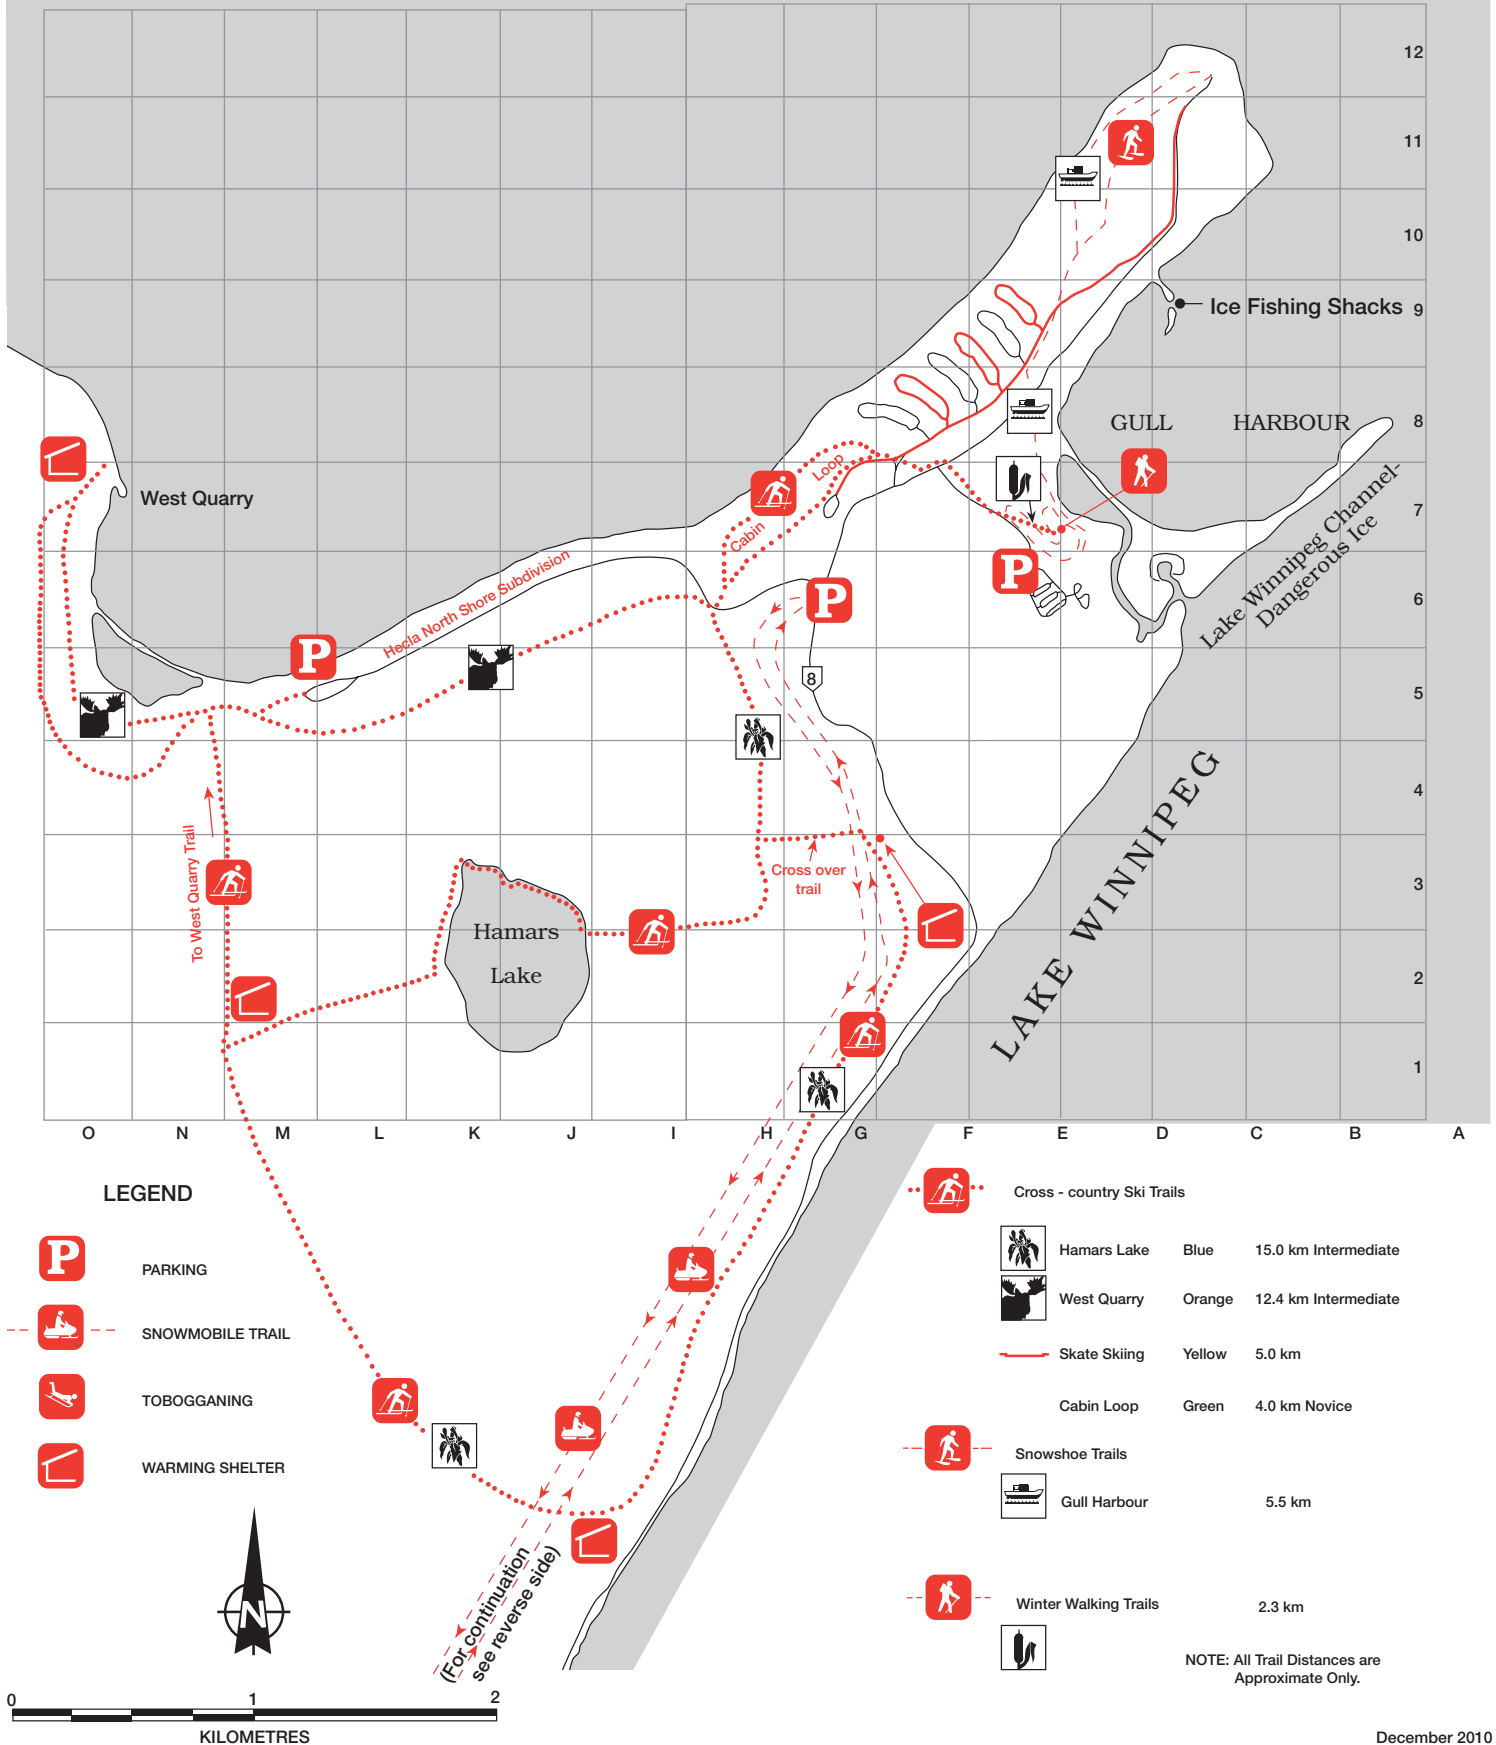 12
11
10
Ice Fishing Shacks 9
GULL HARBOUR 8
West Quarry
Loop
Cabin
7
Lake Winnipeg Channel-
Dangerous Ice
Hecla North Shore Subdivision
P
P
P
6
8
5
4
To West Quarry Trail
Cross over
trail
3
Hamars
Lake
2
LAKE WINNIPEG
1
O N M L K J I H G F E D C B A
LEGEND
P PARKING
SNOWMOBILE TRAIL
TOBOGGANING
WARMING SHELTER
N
0 1 2
KILOMETRES
(For continuation
see reverse side)
Cross - country Ski Trails
Hamars Lake Blue 15.0 km Intermediate
West Quarry Orange 12.4 km Intermediate
Skate Skiing Yellow 5.0 km
Cabin Loop Green 4.0 km Novice
Snowshoe Trails
Gull Harbour 5.5 km
Winter Walking Trails 2.3 km
NOTE: All Trail Distances are
Approximate Only.
December 2010